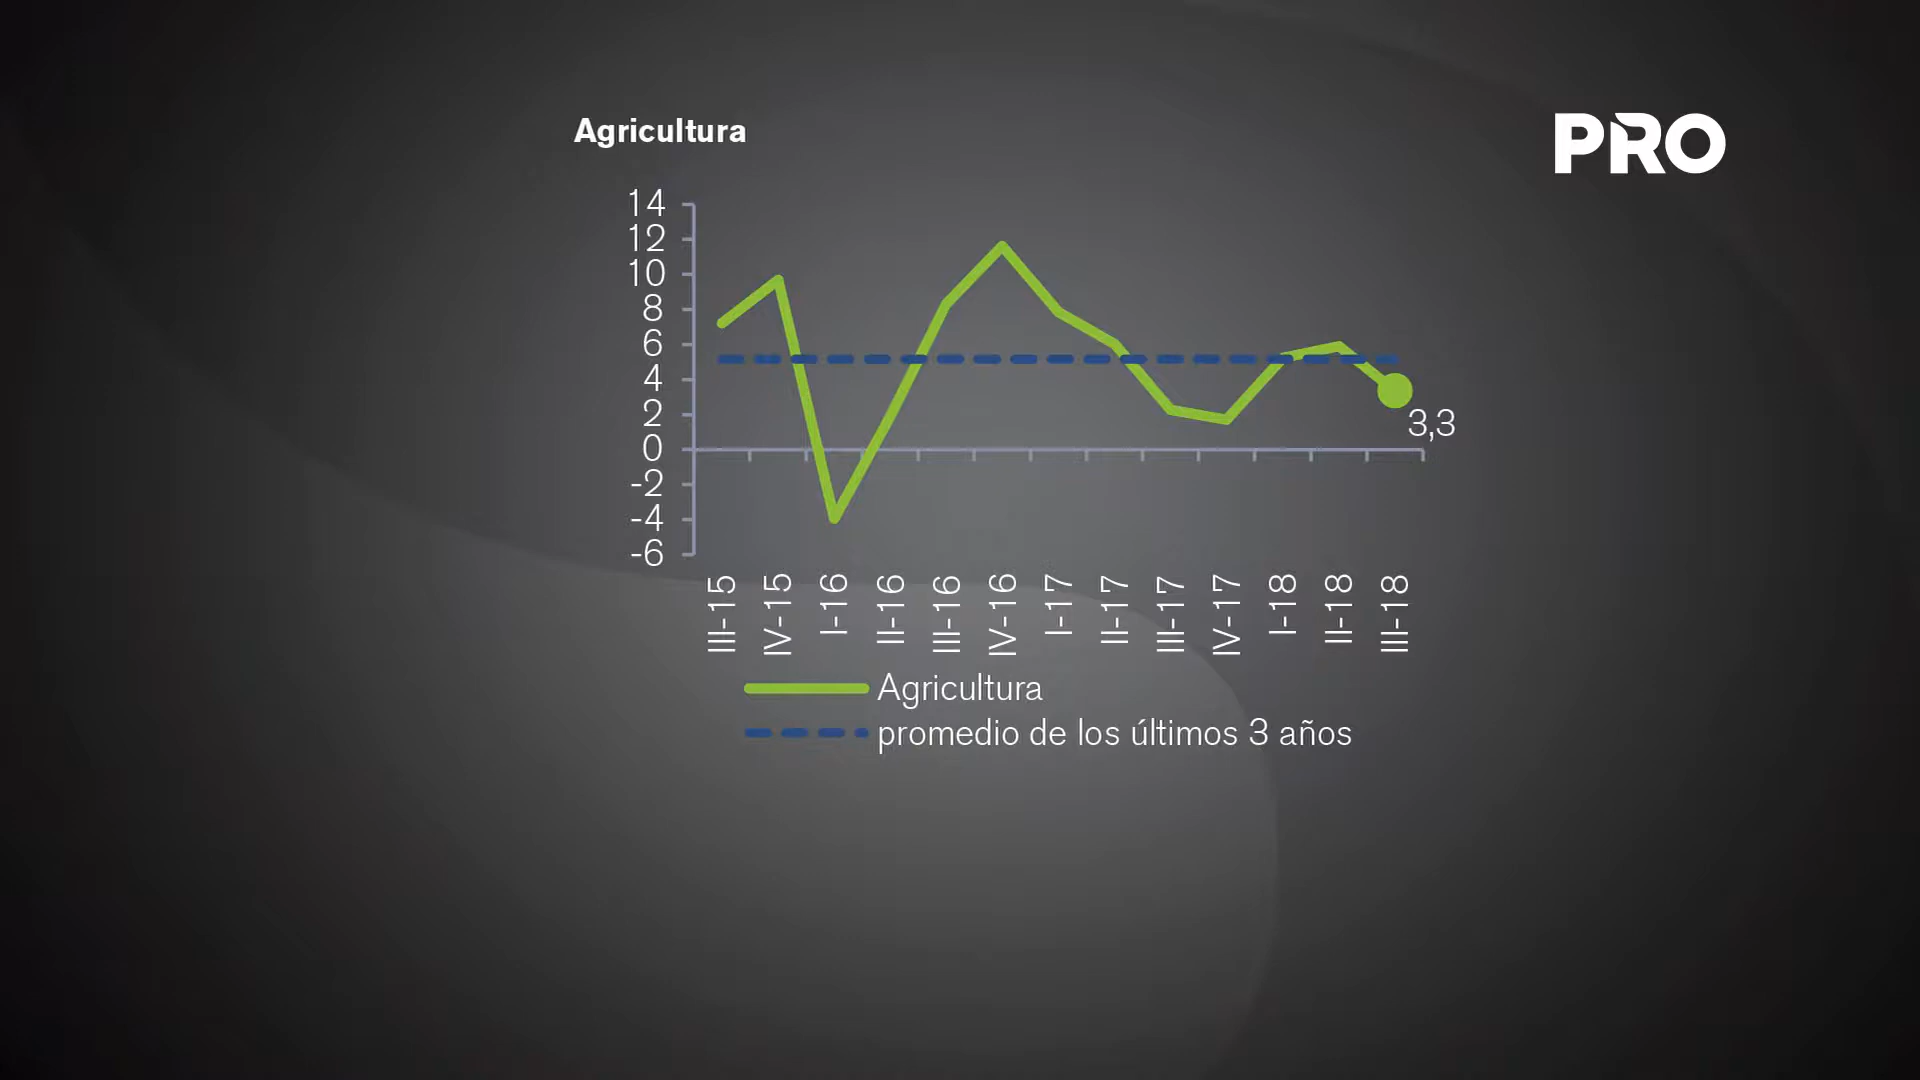 Agricultura
PRO
14
12
10
8
6
4
2
0
-2
-4
-6
3,3
III-15
IV-15
I-16
II-16
III-16
IV-16
I-17
II-17
III-17
IV-17
I-18
II-18
III-18
Agricultura
promedio de los últimos 3 años